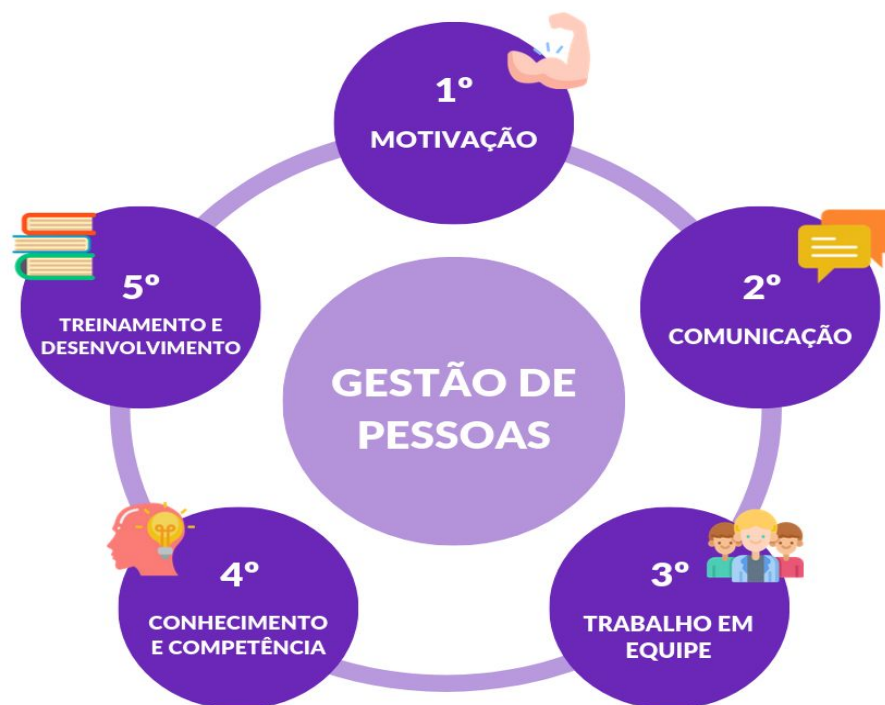 1º
MOTIVAÇÃO
2º
COMUNICAÇÃO
3º
TRABALHO EM
EQUIPE
4º
CONHECIMENTO
E COMPETÊNCIA
5º
TREINAMENTO E
DESENVOLVIMENTO
GESTÃO DE
PESSOAS